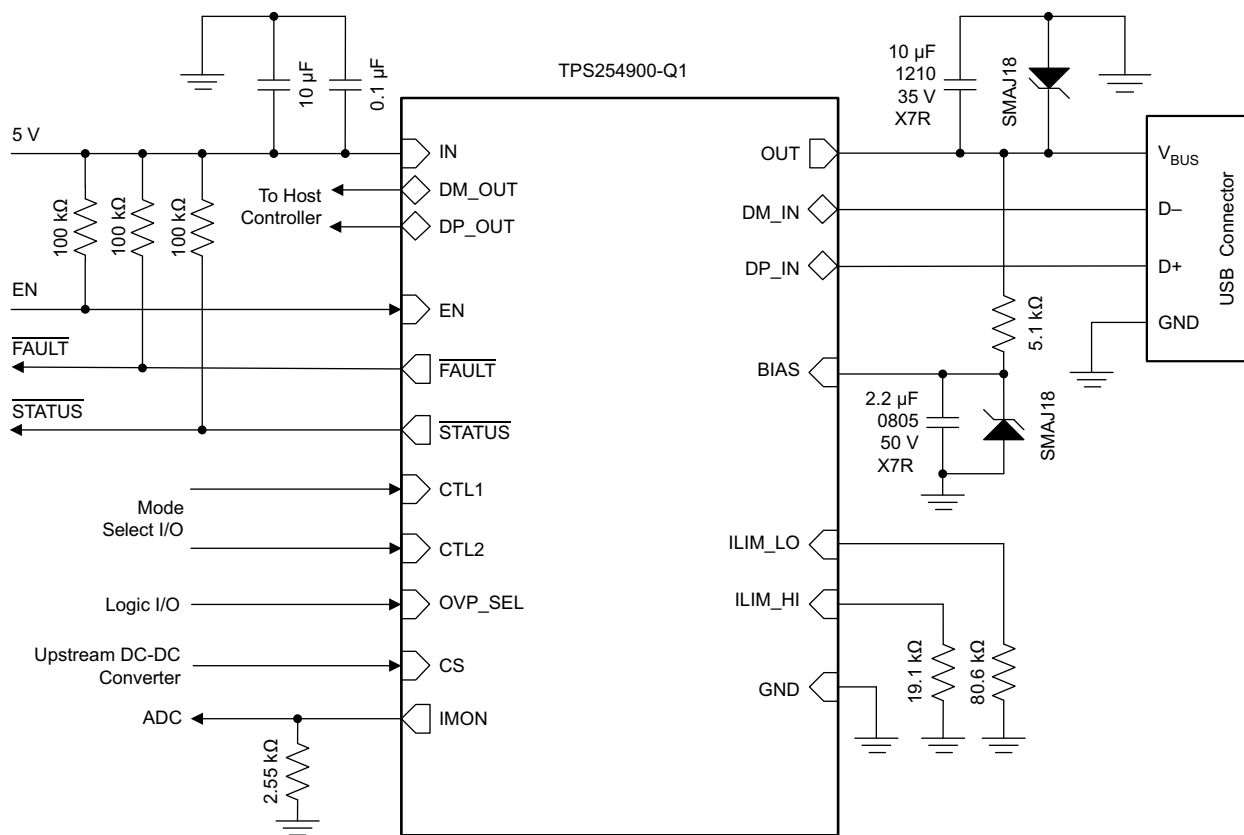 TPS254900-Q1
10 µF
0.1 µF
10 µF
1210
35 V
X7R
SMAJ18
5 V
IN
OUT
V_BUS
To Host
Controller
DM_OUT
DP_OUT
DM_IN
DP_IN
D–
D+
GND
USB Connector
100 kΩ
100 kΩ
100 kΩ
EN
EN
FAULT
FAULT
STATUS
STATUS
5.1 kΩ
BIAS
2.2 µF
0805
50 V
X7R
SMAJ18
Mode
Select I/O
CTL1
CTL2
Logic I/O
OVP_SEL
Upstream DC-DC
Converter
CS
ADC
IMON
2.55 kΩ
ILIM_LO
ILIM_HI
GND
19.1 kΩ
80.6 kΩ